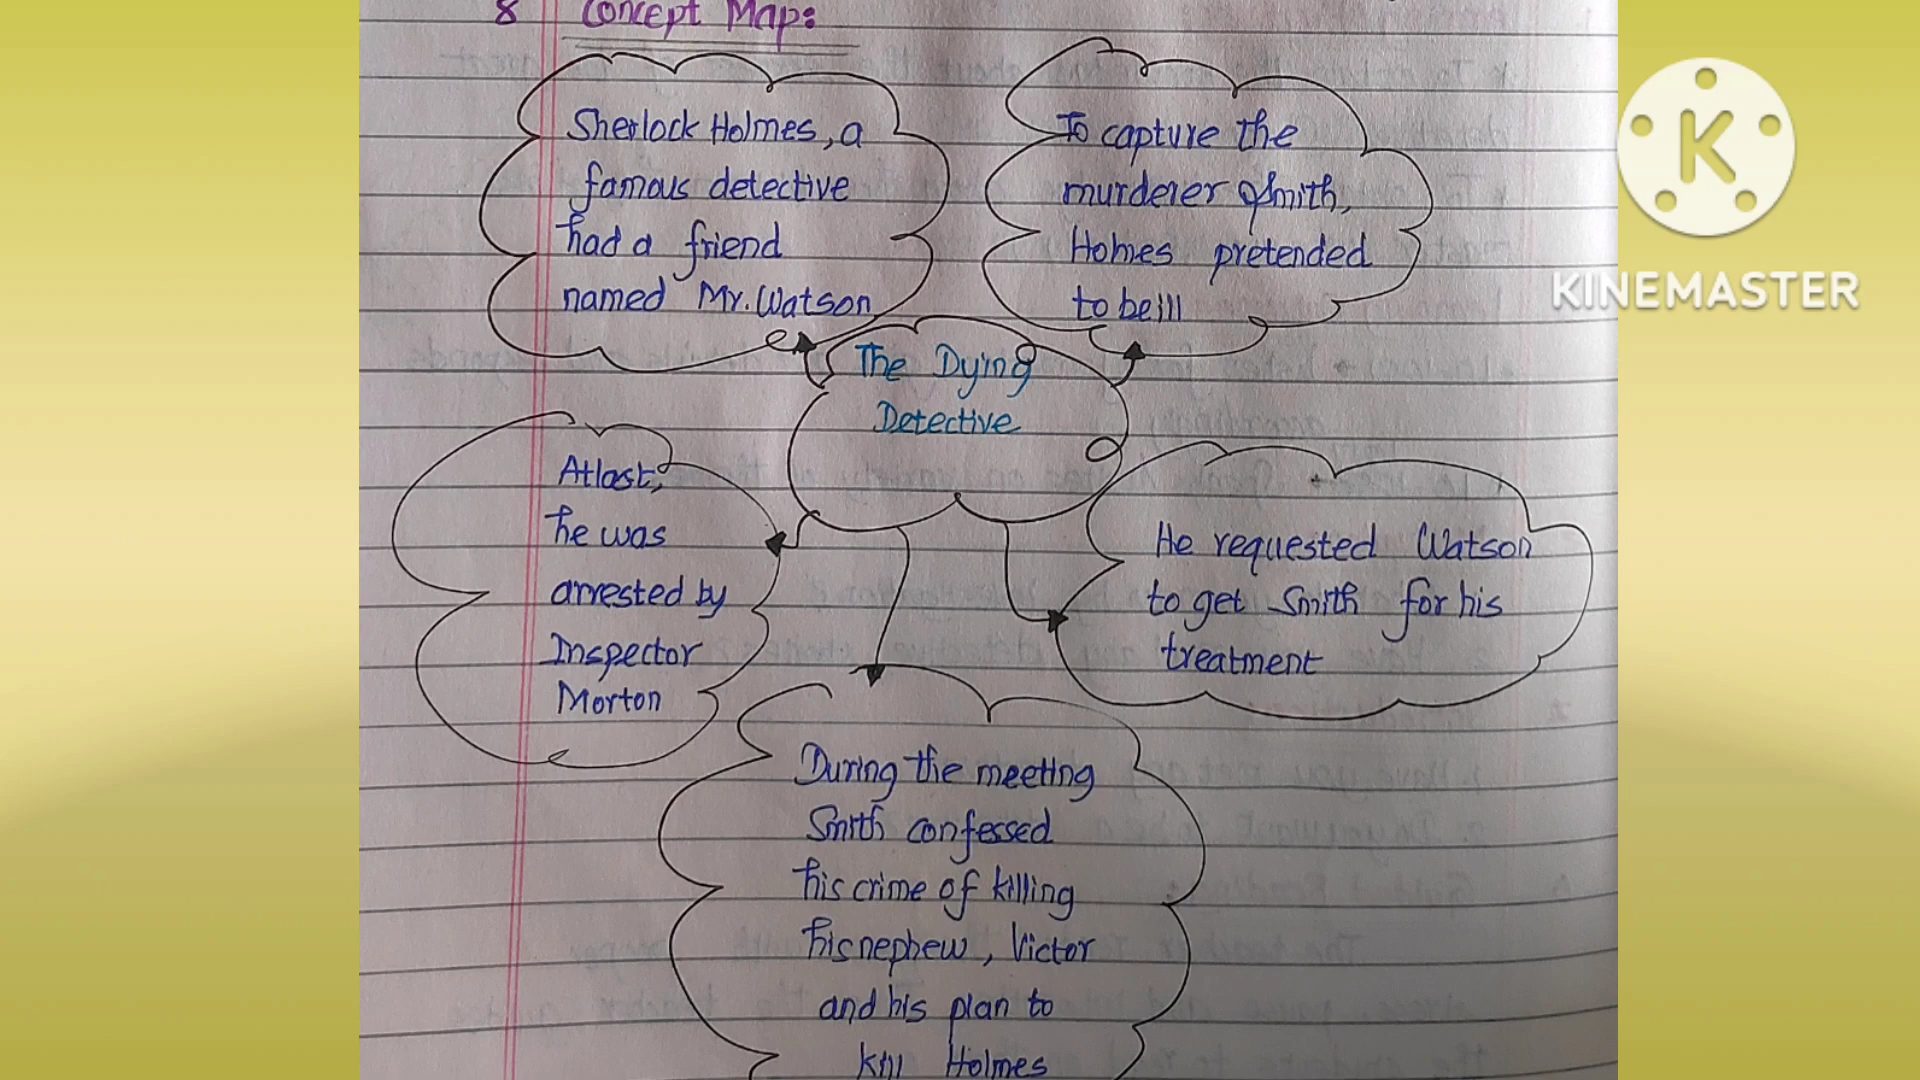 8 Concept Map:
Sherlock Holmes, a
famous detective
had a friend
named Mr. Watson
To capture the
murderer Smith,
Holmes pretended
to be ill
The Dying
Detective
He requested Watson
to get Smith for his
treatment
During the meeting
Smith confessed
his crime of killing
his nephew, Victor
and his plan to
kill Holmes
Atlast,
he was
arrested by
Inspector
Morton
K
KINEMASTER